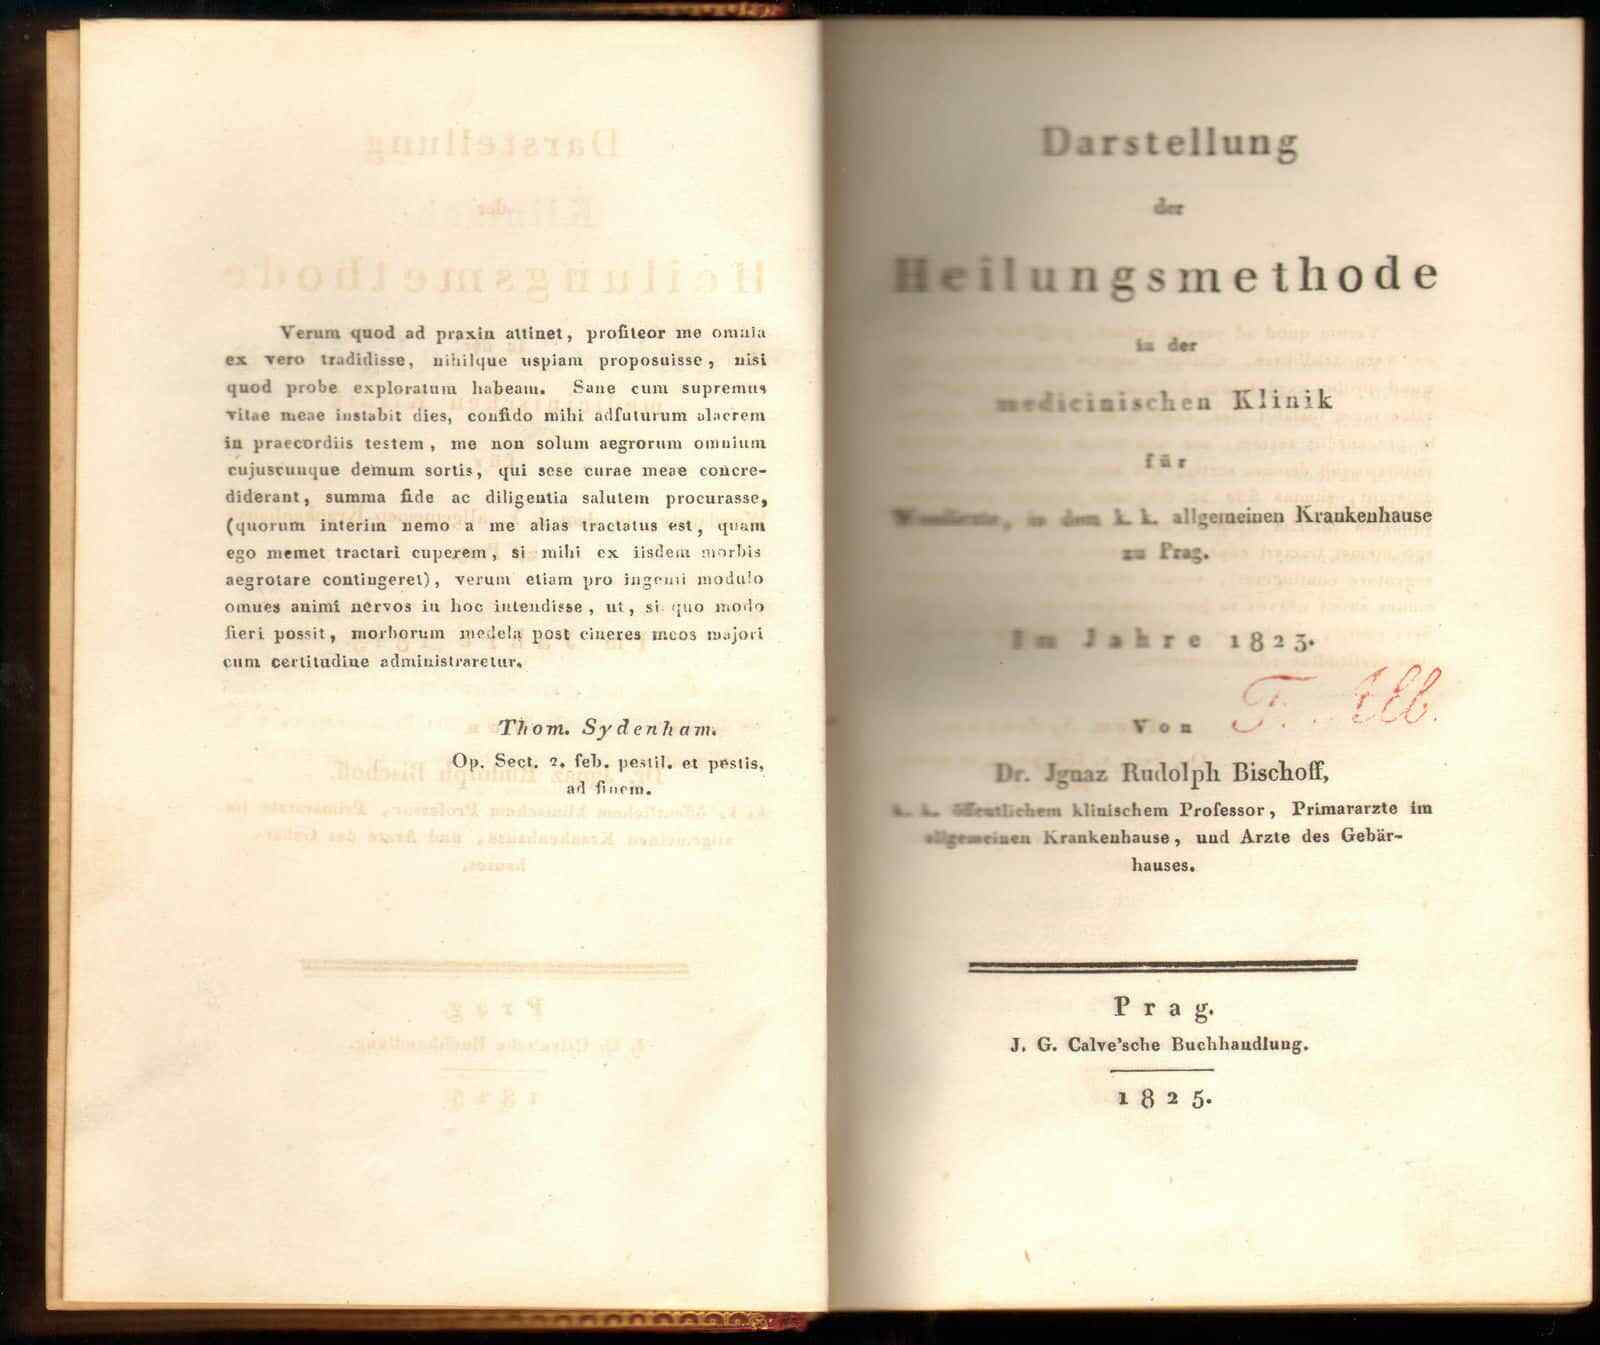 Verum quod ad praxin attinet, profiteor me omnia
ex vero tradidisse, nihilque uspiam proposuisse, nisi
quod probe exploratum habeam. Sane cum supremus
vitae meae instabit dies, confido mihi adfuturum alacrem
in praecordiis testem, me non solum aegrorum omnium
cujuscunque demum sortis, qui sese curae meae concre-
diderant, summa fide ac diligentia salutem procurasse,
(quorum interim nemo a me alias tractatus est, quam
ego memet tractari cuperem, si mihi ex iisdem morbis
aegrotare contingeret), verum etiam pro ingenii modulo
omnes animi nervos in hoc intendisse, ut, si quo modo
fieri possit, morborum medela post cineres meos majori
cum certitudine administraretur.
Thom. Sydenham.
Op. Sect. 2. feb. pestil. et pestis,
ad finem.
Darstellung
der
Heilungsmethode
in der
medicinischen Klinik
für
Wundärzte, in dem k. k. allgemeinen Krankenhause
zu Prag.
Im Jahre 1823.
Von
Dr. Jgnaz Rudolph Bischoff,
k. k. öffentlichem klinischem Professor, Primararzte im
allgemeinen Krankenhause, und Arzte des Gebär-
hauses.
Prag.
J. G. Calve'sche Buchhandlung.
1825.